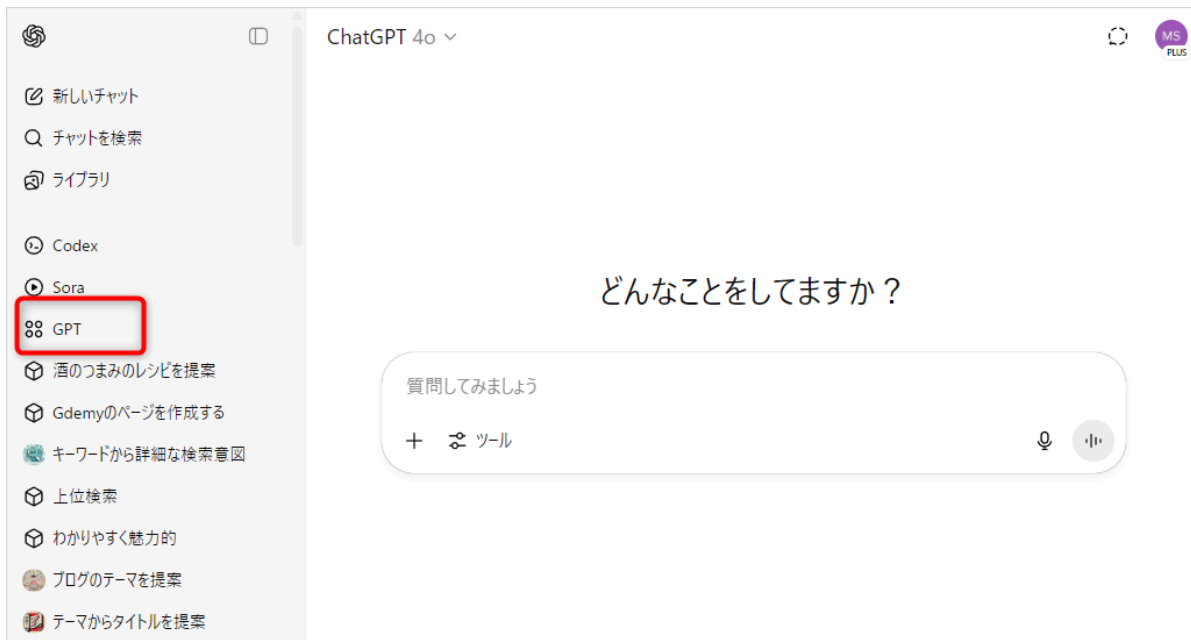 ChatGPT 4o
MS
PLUS
新しいチャット
チャットを検索
ライブラリ
Codex
Sora
GPT
酒のつまみのレシピを提案
Gdemyのページを作成する
キーワードから詳細な検索意図
上位検索
わかりやすく魅力的
ブログのテーマを提案
テーマからタイトルを提案
どんなことをしてますか？
質問してみましょう
ツール